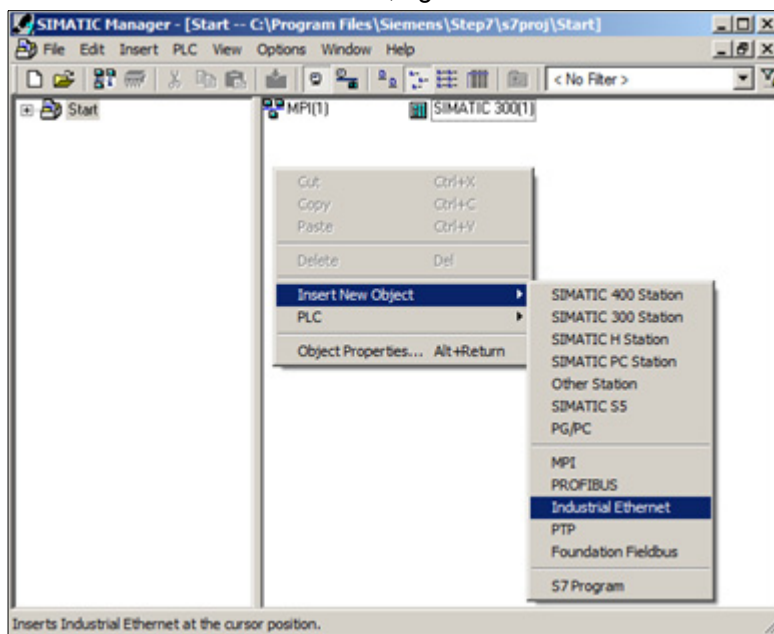 SIMATIC Manager - [Start -- C:\Program Files\Siemens\Step7\s7proj\Start]
File Edit Insert PLC View Options Window Help
< No Filter >
Start
MPI(1) SIMATIC 300(1)
Cut Ctrl+X
Copy Ctrl+C
Paste Ctrl+V
Delete Del
Insert New Object
PLC
Object Properties... Alt+Return
SIMATIC 400 Station
SIMATIC 300 Station
SIMATIC H Station
SIMATIC PC Station
Other Station
SIMATIC S5
PG/PC
MPI
PROFIBUS
Industrial Ethernet
PTP
Foundation Fieldbus
S7 Program
Inserts Industrial Ethernet at the cursor position.